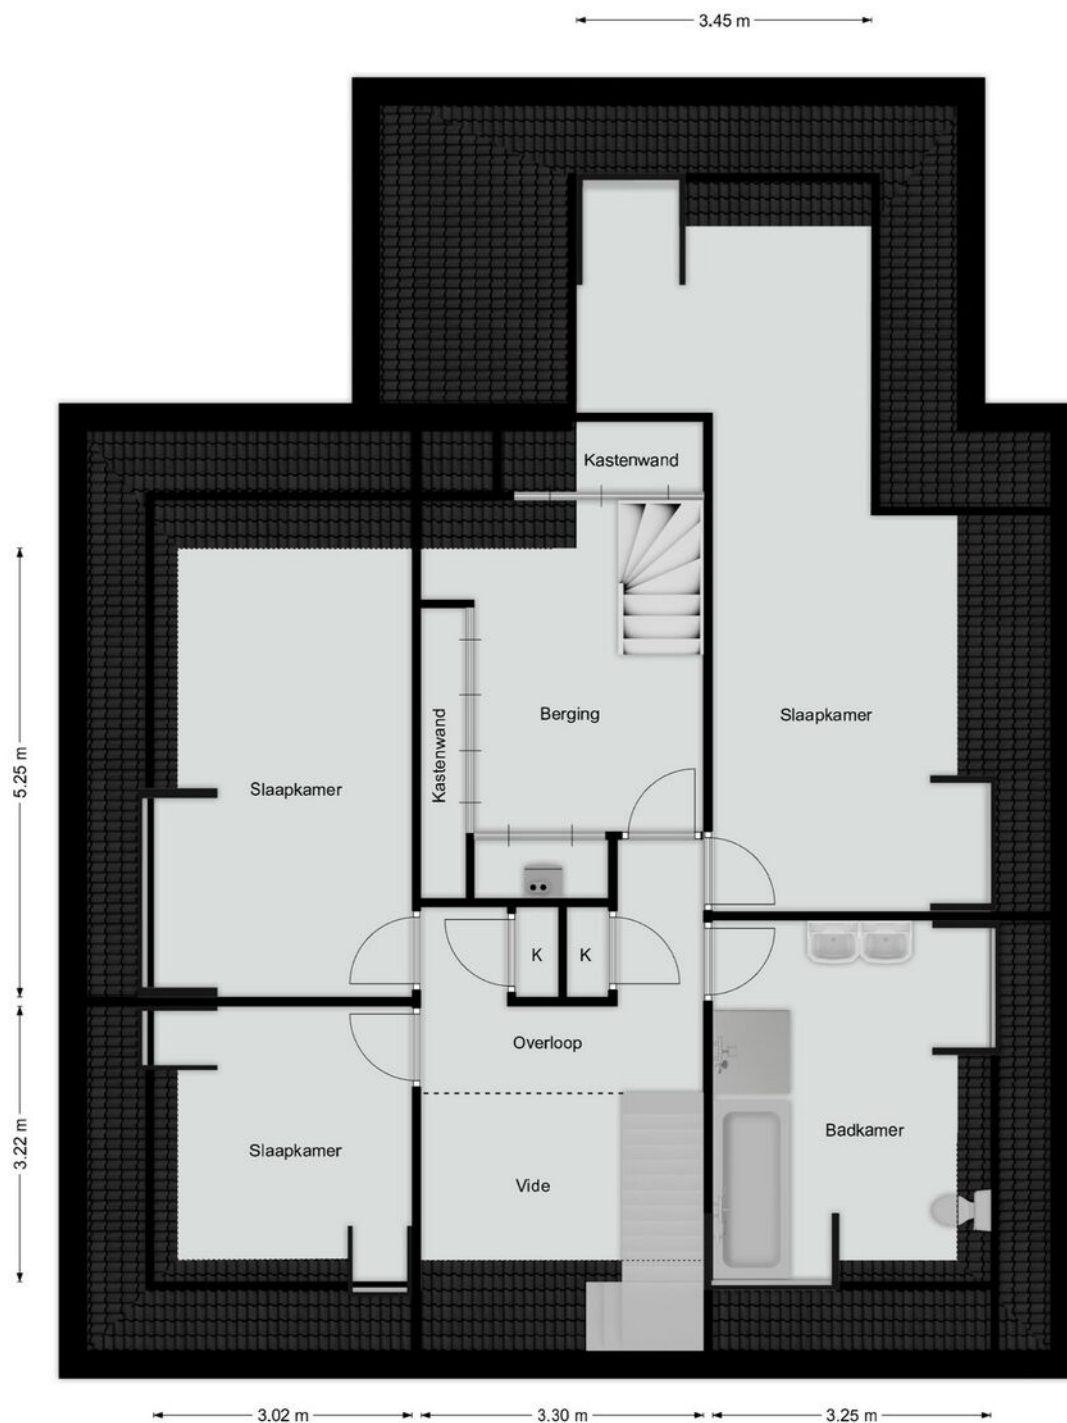 3.45 m
Kastenwand
Berging
Slaapkamer
Kastenwand
Slaapkamer
5.25 m
K
K
Overloop
Badkamer
Slaapkamer
3.22 m
Vide
3.02 m
3.30 m
3.25 m